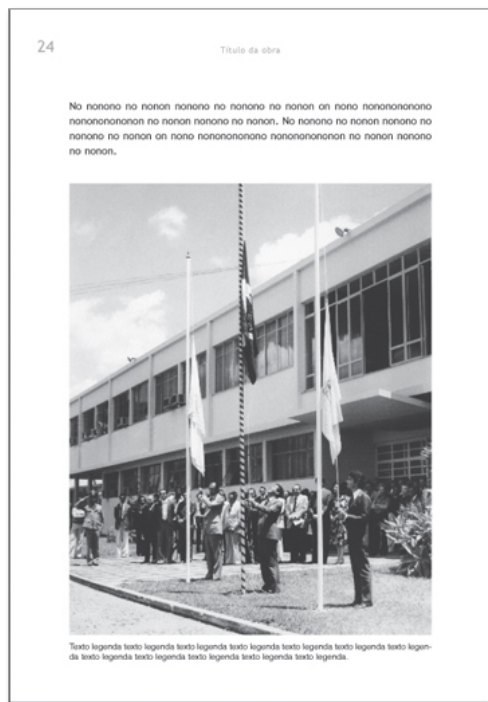 24
Título da obra
No nonono no nonon nonono no nonono no nonon on nono nonononononono
nonononononon no nonon nonono no nonon. No nonono no nonon nonono no
nonono no nonon on nono nonononononono nonononononon no nonon nonono
no nonon.
Texto legenda texto legenda texto legenda texto legenda texto legenda texto legenda texto legen-
da texto legenda texto legenda texto legenda texto legenda texto legenda.